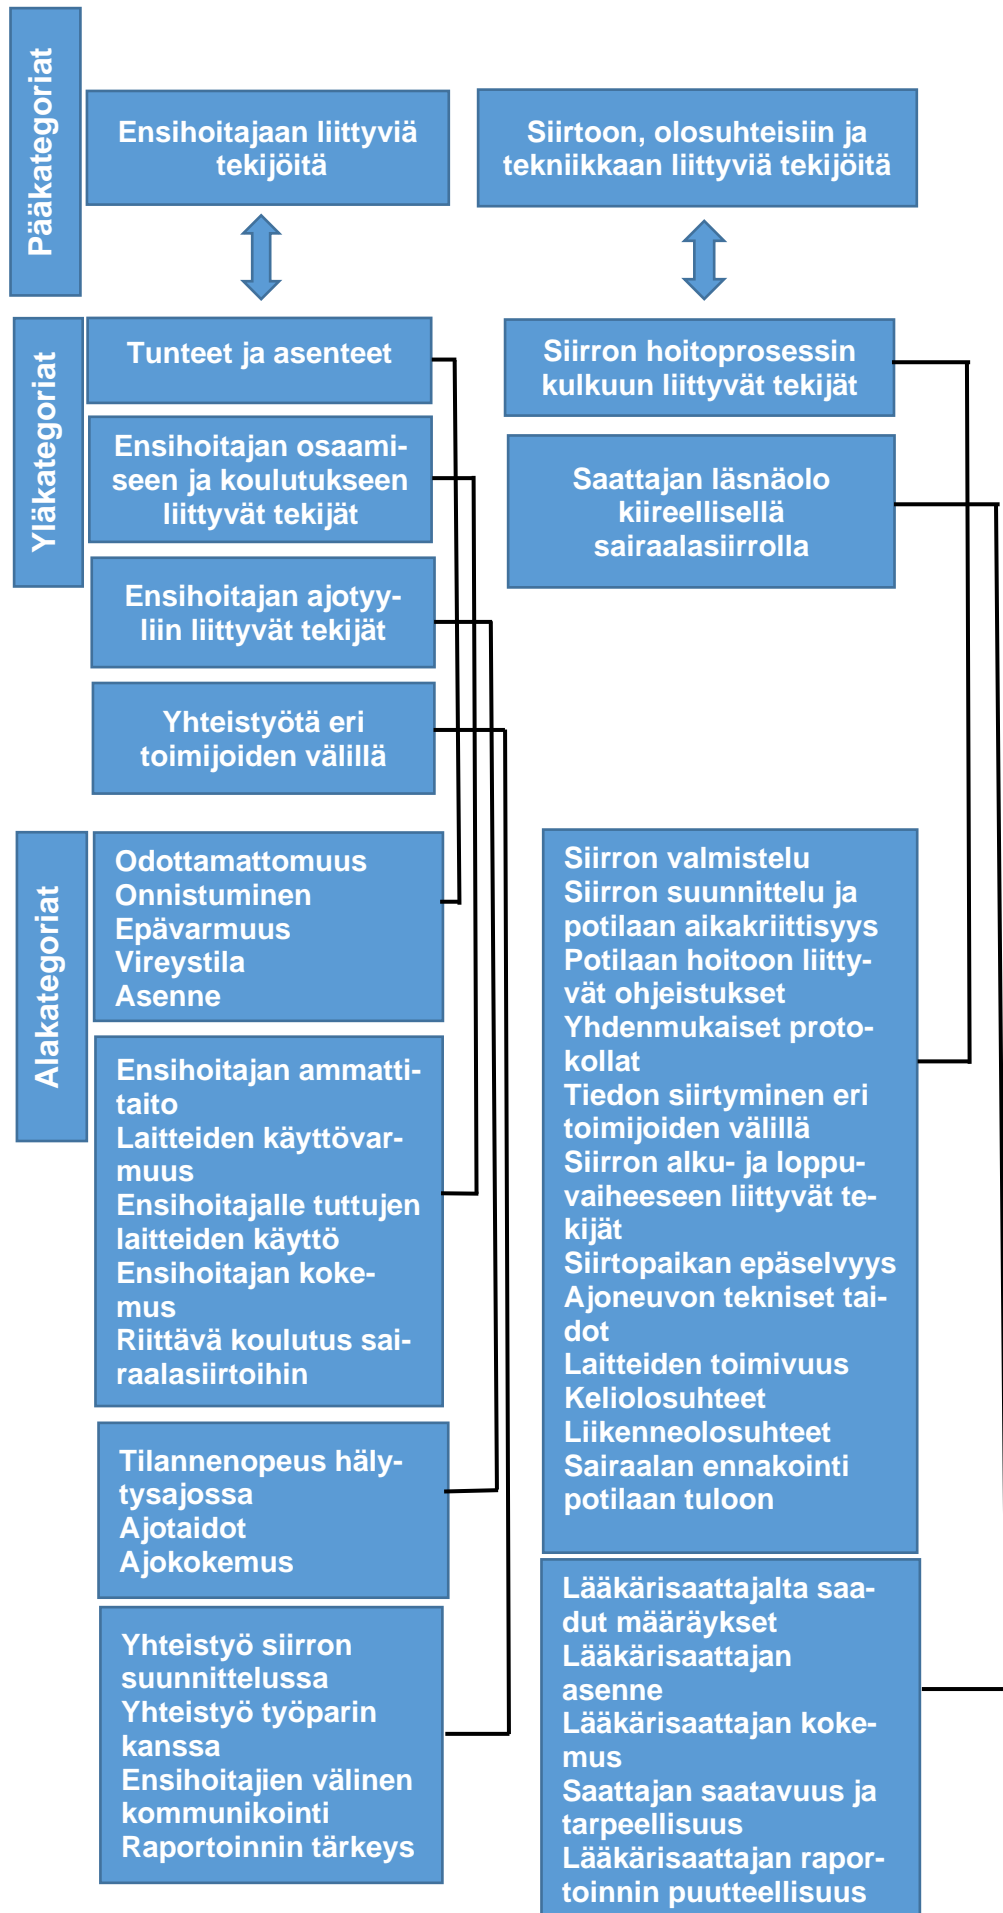 Pääkategoriat
Ensihoitajaan liittyviä
tekijöitä
Siirtoon, olosuhteisiin ja
tekniikkaan liittyviä tekijöitä
Yläkategoriat
Tunteet ja asenteet
Ensihoitajan osaami-
seen ja koulutukseen
liittyvät tekijät
Ensihoitajan ajotyy-
liin liittyvät tekijät
Yhteistyötä eri
toimijoiden välillä
Siirron hoitoprosessin
kulkuun liittyvät tekijät
Saattajan läsnäolo
kiireellisellä
sairaalasiirrolla
Alakategoriat
Odottamattomuus
Onnistuminen
Epävarmuus
Vireystila
Asenne
Ensihoitajan ammatti-
taito
Laitteiden käyttövar-
muus
Ensihoitajalle tuttujen
laitteiden käyttö
Ensihoitajan koke-
mus
Riittävä koulutus sai-
raalasiirtoihin
Tilannenopeus häly-
tysajossa
Ajotaidot
Ajokokemus
Yhteistyö siirron
suunnittelussa
Yhteistyö työparin
kanssa
Ensihoitajien välinen
kommunikointi
Raportoinnin tärkeys
Siirron valmistelu
Siirron suunnittelu ja
potilaan aikakriittisyys
Potilaan hoitoon liitty-
vät ohjeistukset
Yhdenmukaiset proto-
kollat
Tiedon siirtyminen eri
toimijoiden välillä
Siirron alku- ja loppu-
vaiheeseen liittyvät te-
kijät
Siirtopaikan epäselvyys
Ajoneuvon tekniset tai-
dot
Laitteiden toimivuus
Keliolosuhteet
Liikenneolosuhteet
Sairaalan ennakointi
potilaan tuloon
Lääkärisaattajalta saa-
dut määräykset
Lääkärisaattajan
asenne
Lääkärisaattajan koke-
mus
Saattajan saatavuus ja
tarpeellisuus
Lääkärisaattajan rapor-
toinnin puutteellisuus